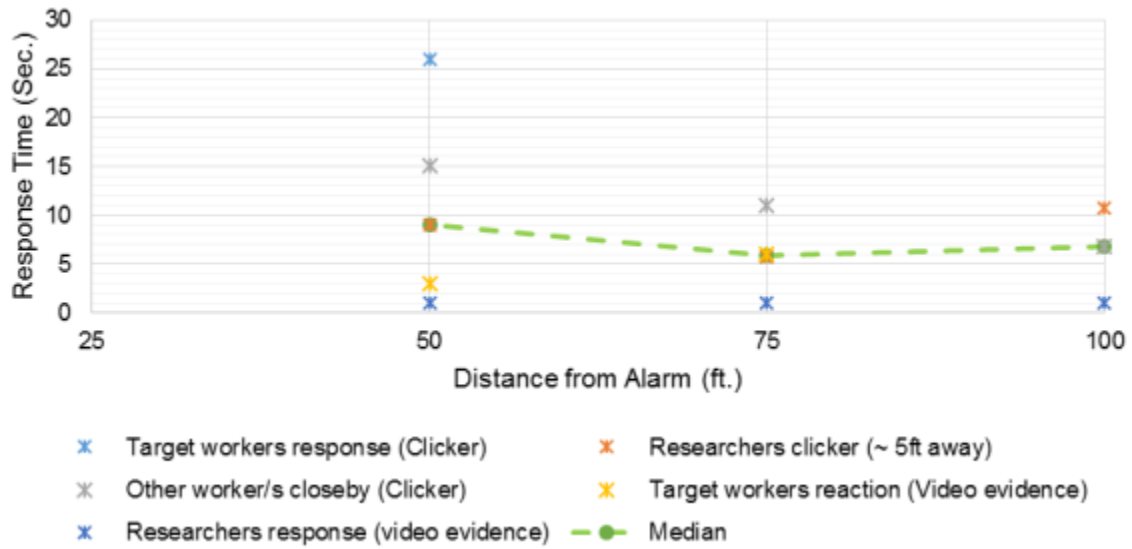 30
25
20
15
10
5
0
Response Time (Sec.)
25 50 75 100
Distance from Alarm (ft.)
Target workers response (Clicker) Researchers clicker (~ 5ft away)
Other worker/s closeby (Clicker) Target workers reaction (Video evidence)
Researchers response (video evidence) Median